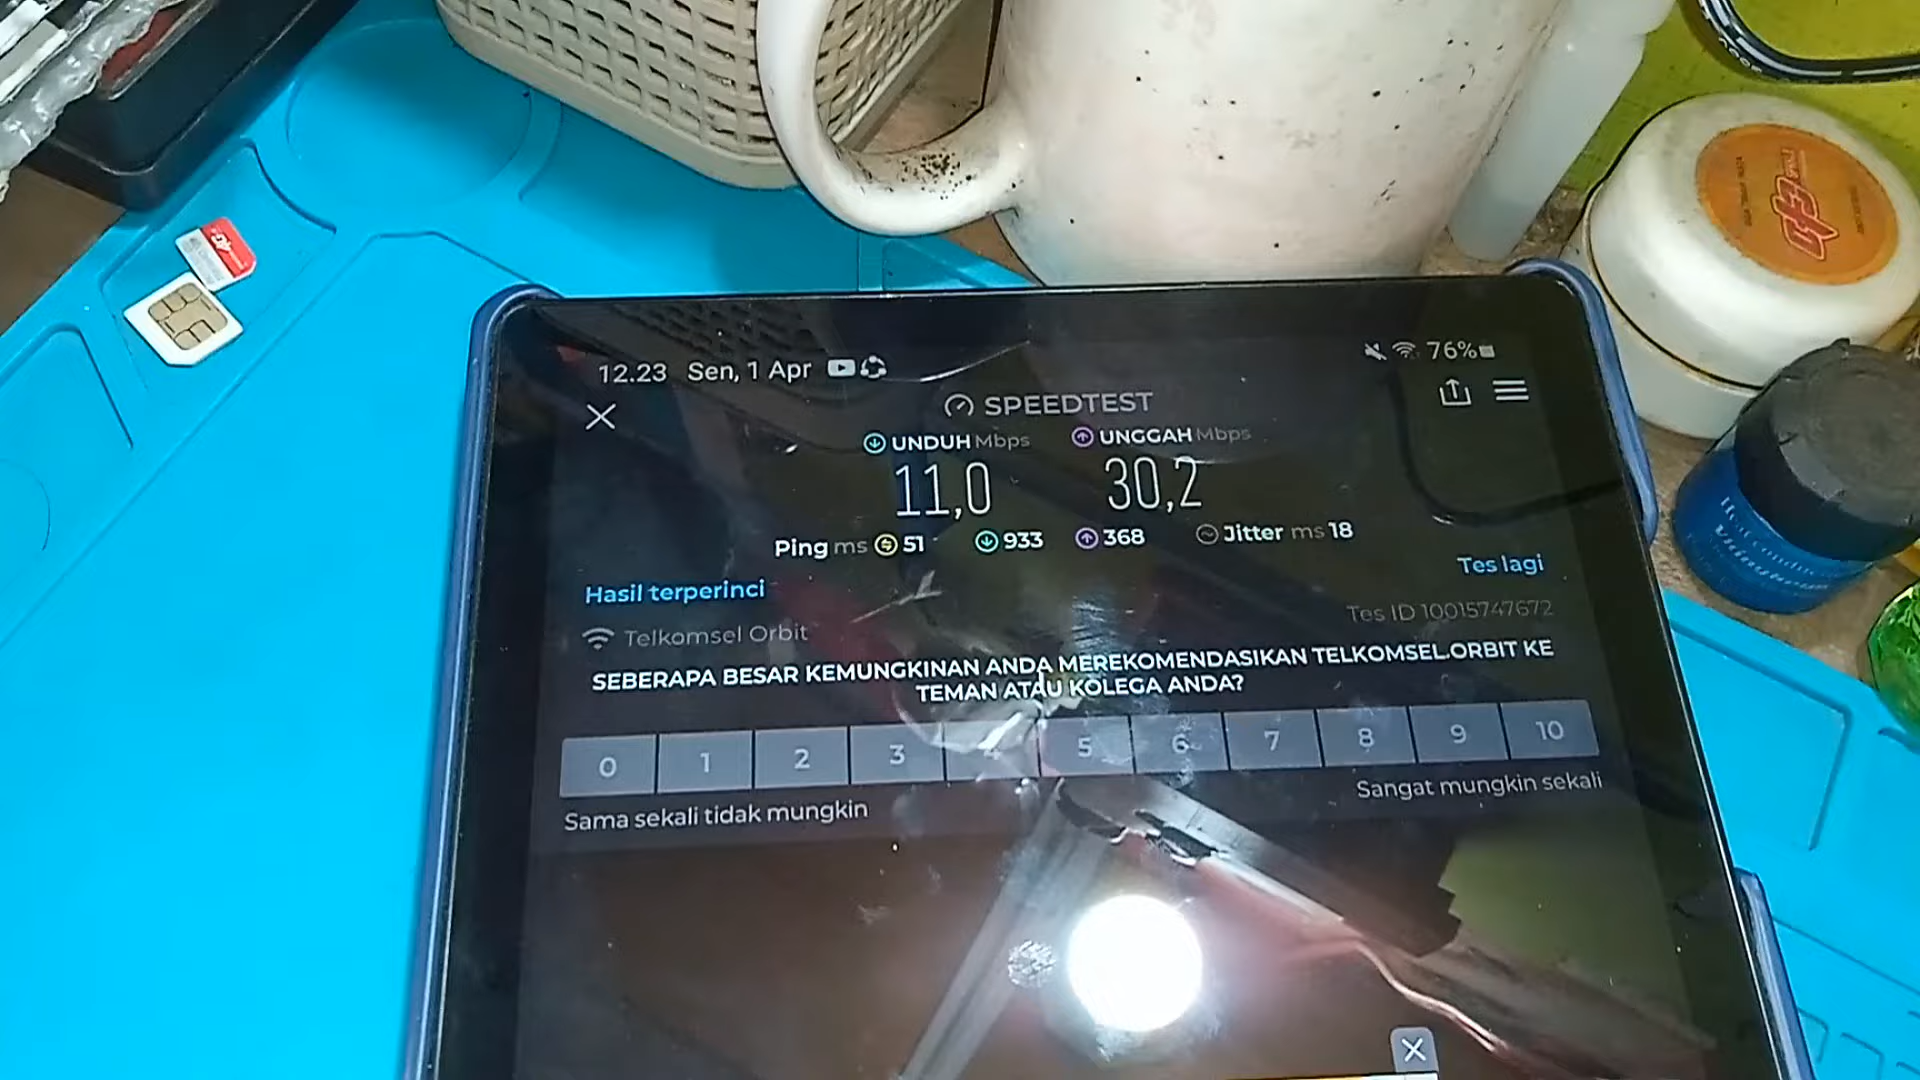 12.23 Sen, 1 Apr
76%
SPEEDTEST
UNDUH Mbps
UNGGAH Mbps
11,0
30,2
Ping ms 51 933 368 Jitter ms 18
Tes lagi
Hasil terperinci
Tes ID 10015747672
Telkomsel Orbit
SEBERAPA BESAR KEMUNGKINAN ANDA MEREKOMENDASIKAN TELKOMSEL ORBIT KE
TEMAN ATAU KOLEGA ANDA?
0 1 2 3 4 5 6 7 8 9 10
Sama sekali tidak mungkin
Sangat mungkin sekali